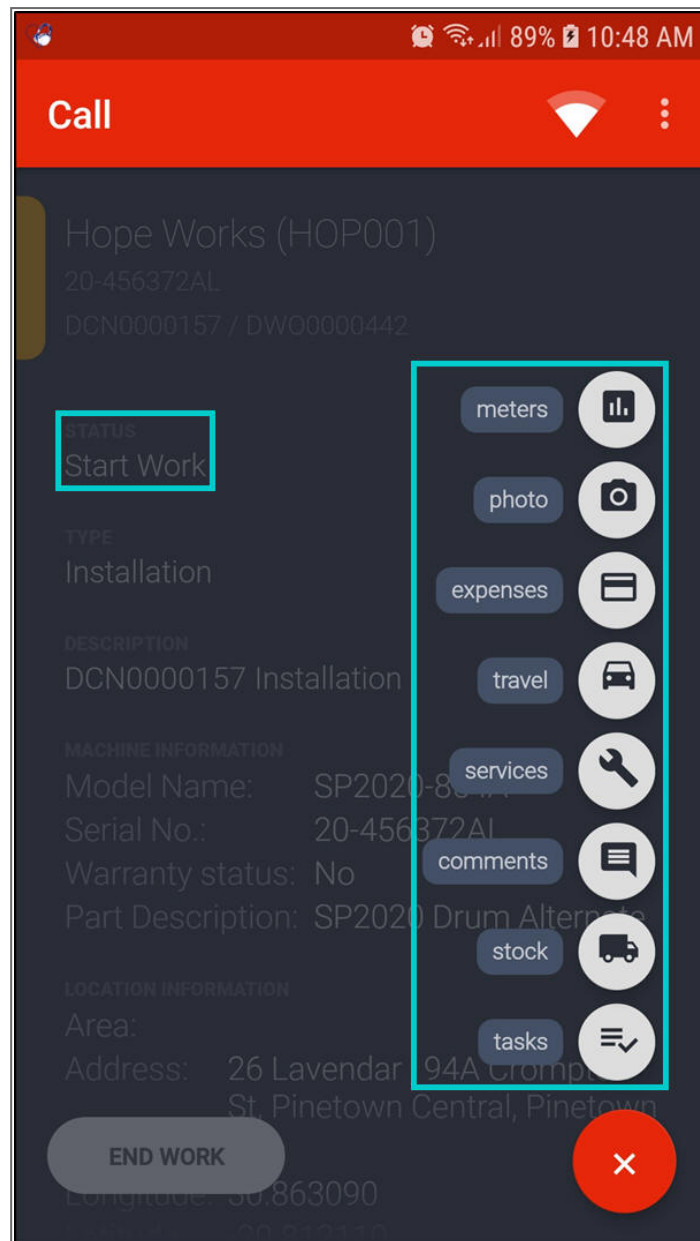 89% 10:48 AM
Call
Hope Works (HOP001)
20-456372AL
DCN0000157 / DWO0000442
meters
STATUS
Start Work
photo
TYPE
Installation
expenses
DESCRIPTION
DCN0000157 Installation
travel
MACHINE INFORMATION
services
Model Name: SP2020-
Serial No.: 20-456372AL
comments
Warranty status: No
Part Description: SP2020 Drum Alternate
stock
LOCATION INFORMATION
Area:
tasks
Address: 26 Lavendar 94A
St, Pinetown Central, Pinetown
END WORK
Longitude: 30.863090